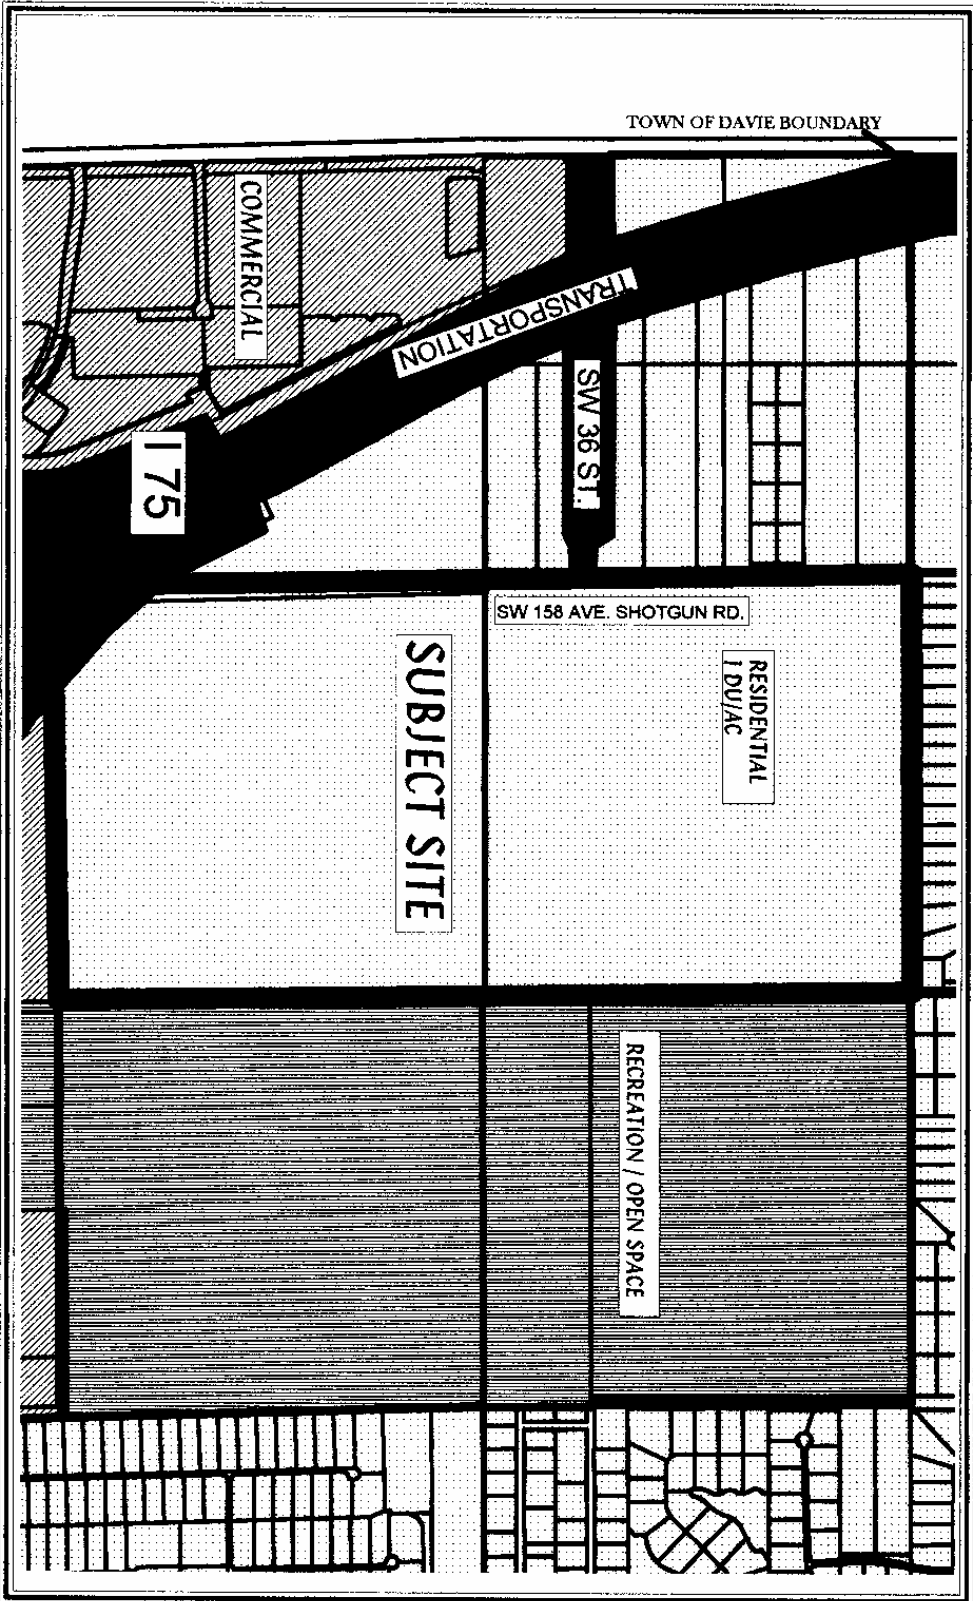 TOWN OF DAVIE BOUNDARY
COMMERCIAL
TRANSPORTATION
SW 36 ST.
I 75
SW 158 AVE. SHOTGUN RD.
SUBJECT SITE
RESIDENTIAL
1 DU/AC
RECREATION / OPEN SPACE